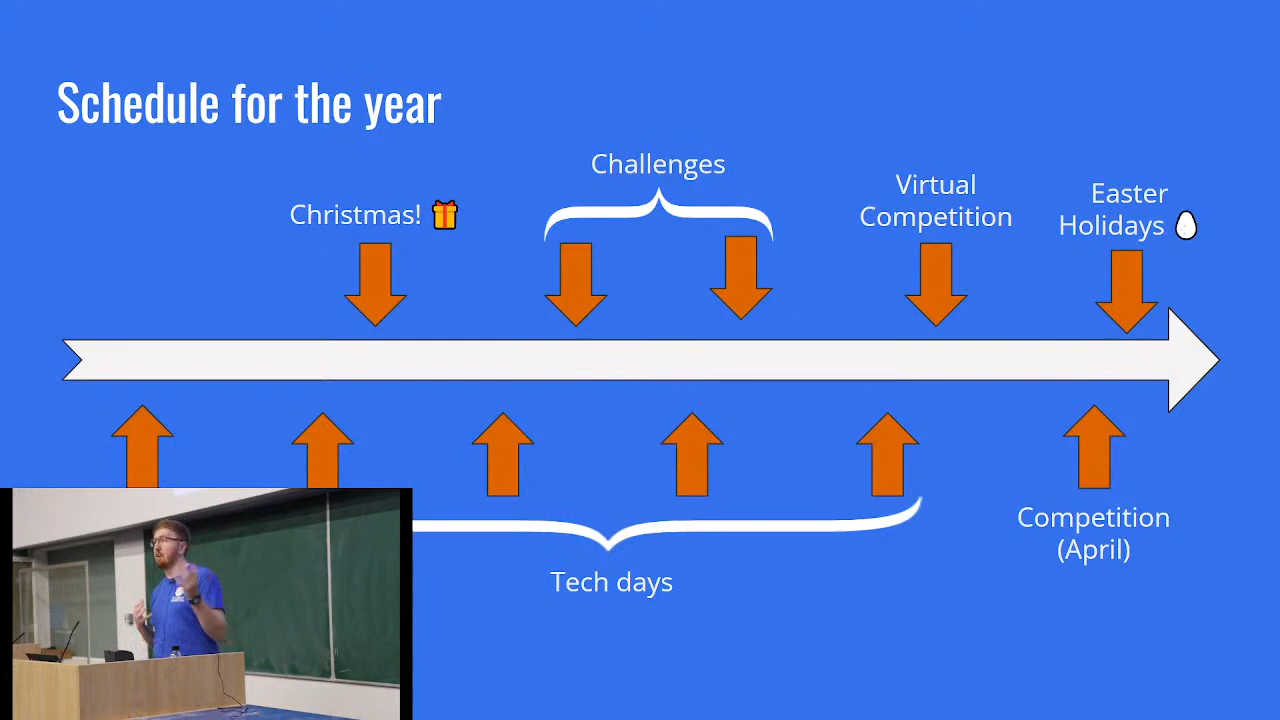 Schedule for the year
Challenges
Christmas!
Virtual
Competition
Easter
Holidays
Competition
(April)
Tech days